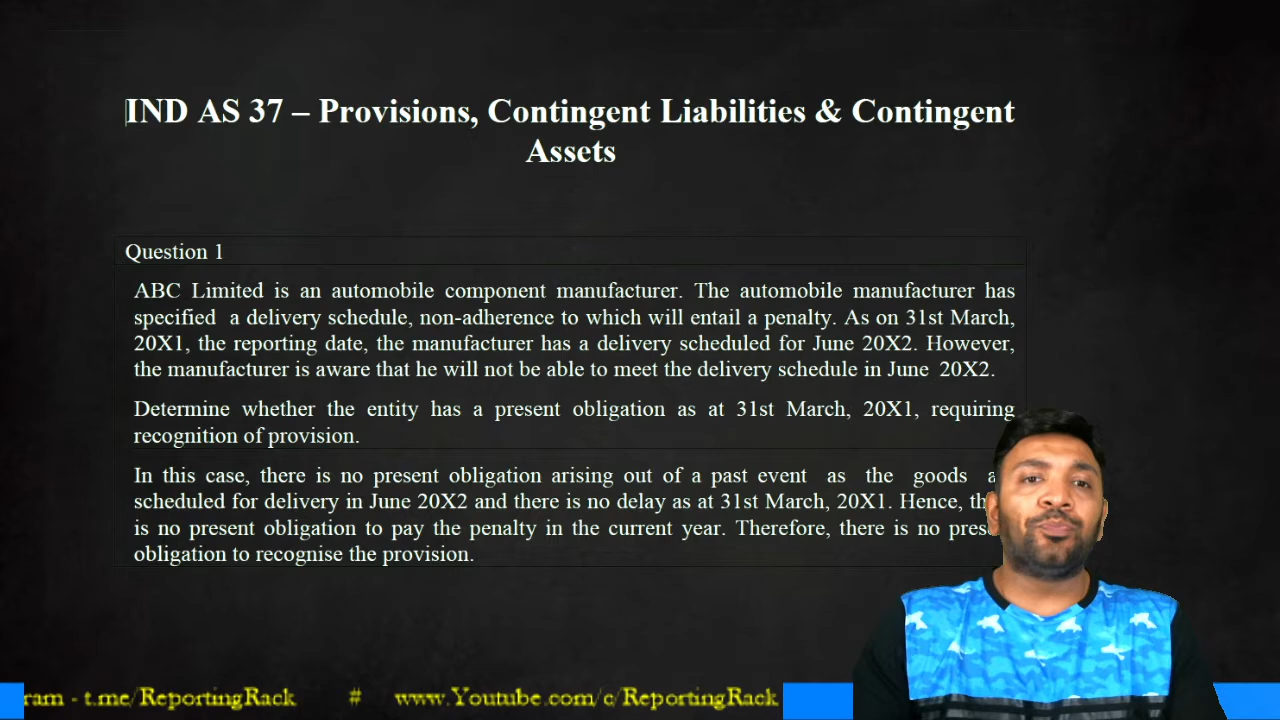 IND AS 37 – Provisions, Contingent Liabilities & Contingent
Assets
Question 1
ABC Limited is an automobile component manufacturer. The automobile manufacturer has
specified a delivery schedule, non-adherence to which will entail a penalty. As on 31st March,
20X1, the reporting date, the manufacturer has a delivery scheduled for June 20X2. However,
the manufacturer is aware that he will not be able to meet the delivery schedule in June 20X2.
Determine whether the entity has a present obligation as at 31st March, 20X1, requiring
recognition of provision.
In this case, there is no present obligation arising out of a past event as the goods
scheduled for delivery in June 20X2 and there is no delay as at 31st March, 20X1. Hence,
is no present obligation to pay the penalty in the current year. Therefore, there is no
obligation to recognise the provision.
ram - t.me/ReportingRack # www.Youtube.com/c/ReportingRack